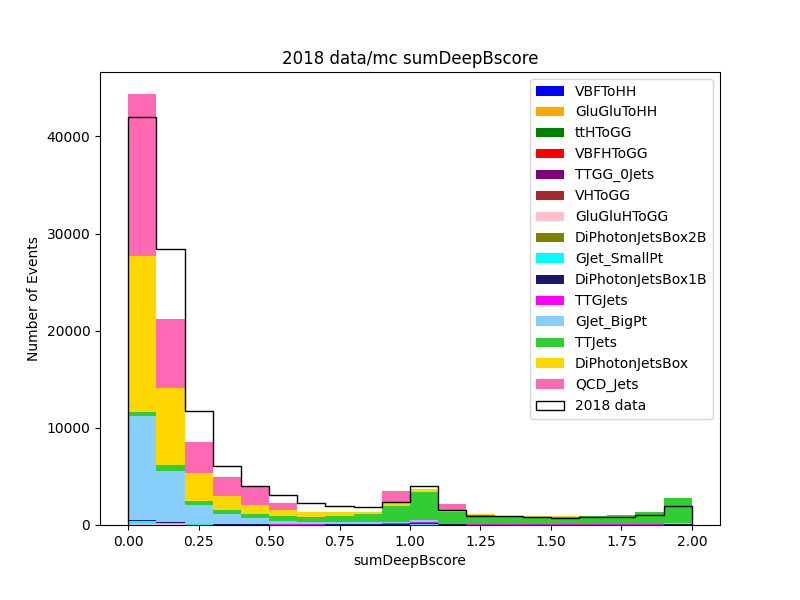 2018 data/mc sumDeepBscore
Number of Events
40000
30000
20000
10000
0
0.00
0.25
0.50
0.75
1.00
1.25
1.50
1.75
2.00
sumDeepBscore
VBFToHH
GluGluToHH
ttHToGG
VBFHToGG
TTGG_0Jets
VHToGG
GluGluHToGG
DiPhotonJetsBox2B
GJet_SmallPt
DiPhotonJetsBox1B
TTGJets
GJet_BigPt
TTJets
DiPhotonJetsBox
QCD_Jets
2018 data